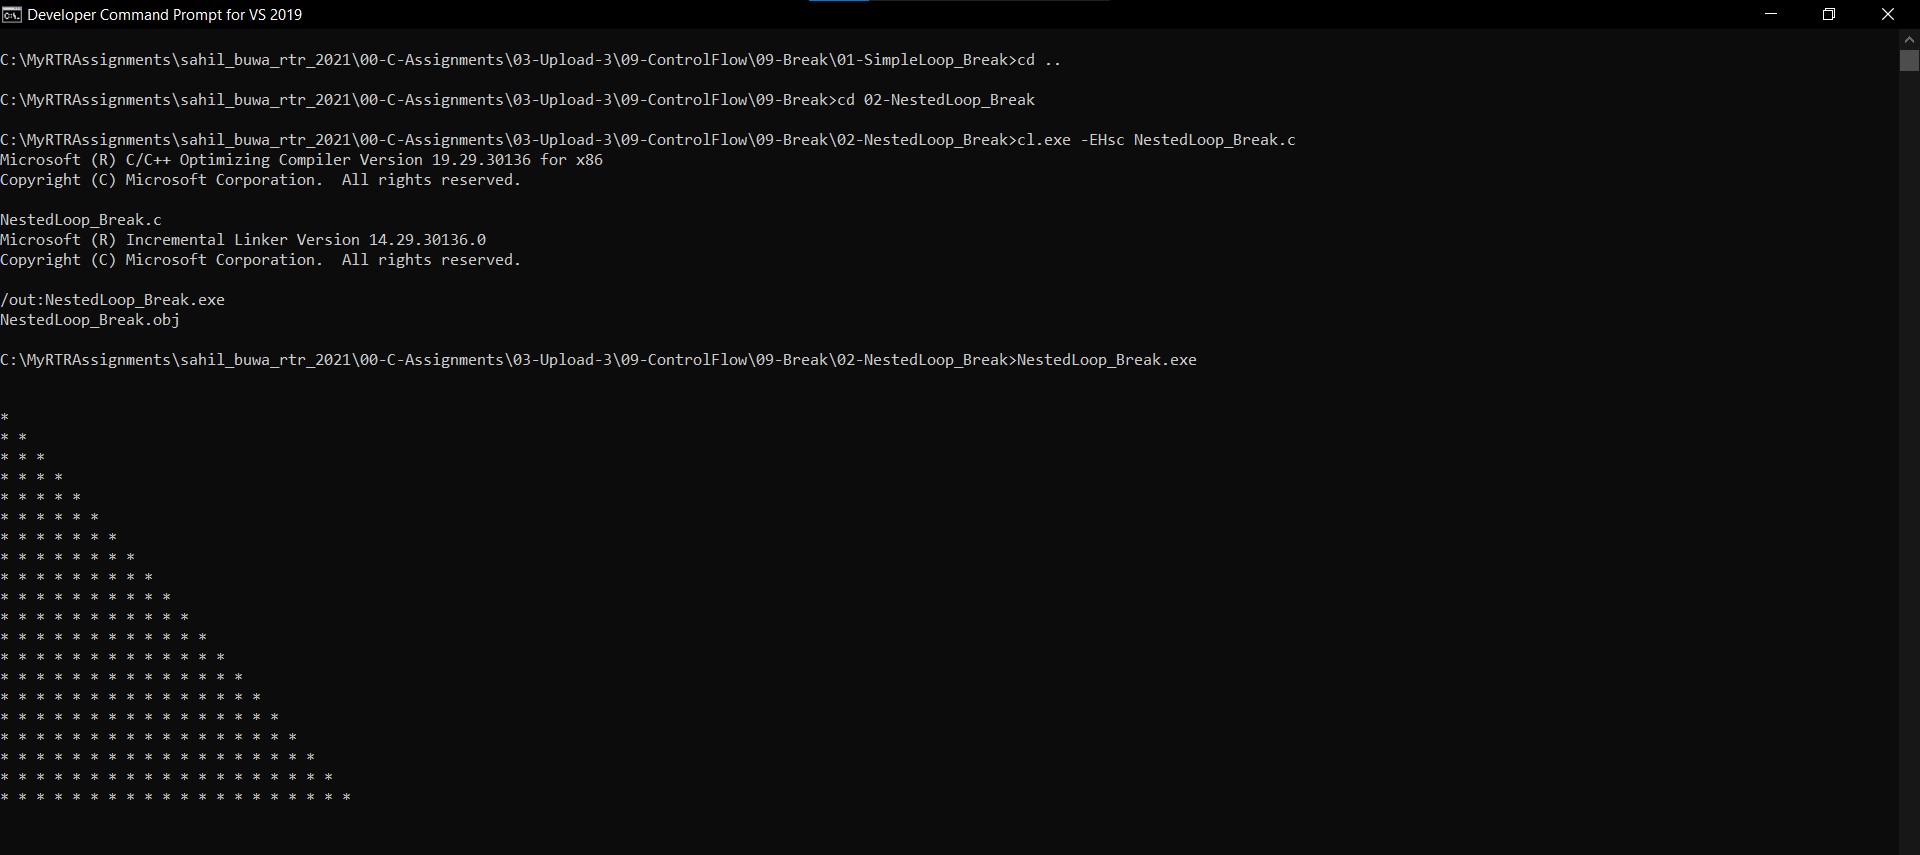 Developer Command Prompt for VS 2019
C:\MyRTRAssignments\sahil_buwa_rtr_2021\00-C-Assignments\03-Upload-3\09-ControlFlow\09-Break\01-SimpleLoop_Break>cd ..
C:\MyRTRAssignments\sahil_buwa_rtr_2021\00-C-Assignments\03-Upload-3\09-ControlFlow\09-Break>cd 02-NestedLoop_Break
C:\MyRTRAssignments\sahil_buwa_rtr_2021\00-C-Assignments\03-Upload-3\09-ControlFlow\09-Break\02-NestedLoop_Break>cl.exe -EHsc NestedLoop_Break.c
Microsoft (R) C/C++ Optimizing Compiler Version 19.29.30136 for x86
Copyright (C) Microsoft Corporation.  All rights reserved.
NestedLoop_Break.c
Microsoft (R) Incremental Linker Version 14.29.30136.0
Copyright (C) Microsoft Corporation.  All rights reserved.
/out:NestedLoop_Break.exe
NestedLoop_Break.obj
C:\MyRTRAssignments\sahil_buwa_rtr_2021\00-C-Assignments\03-Upload-3\09-ControlFlow\09-Break\02-NestedLoop_Break>NestedLoop_Break.exe
*
* *
* * *
* * * *
* * * * *
* * * * * *
* * * * * * *
* * * * * * * *
* * * * * * * * *
* * * * * * * * * *
* * * * * * * * * * *
* * * * * * * * * * * *
* * * * * * * * * * * * *
* * * * * * * * * * * * * *
* * * * * * * * * * * * * * *
* * * * * * * * * * * * * * * *
* * * * * * * * * * * * * * * * *
* * * * * * * * * * * * * * * * * *
* * * * * * * * * * * * * * * * * * *
* * * * * * * * * * * * * * * * * * * *